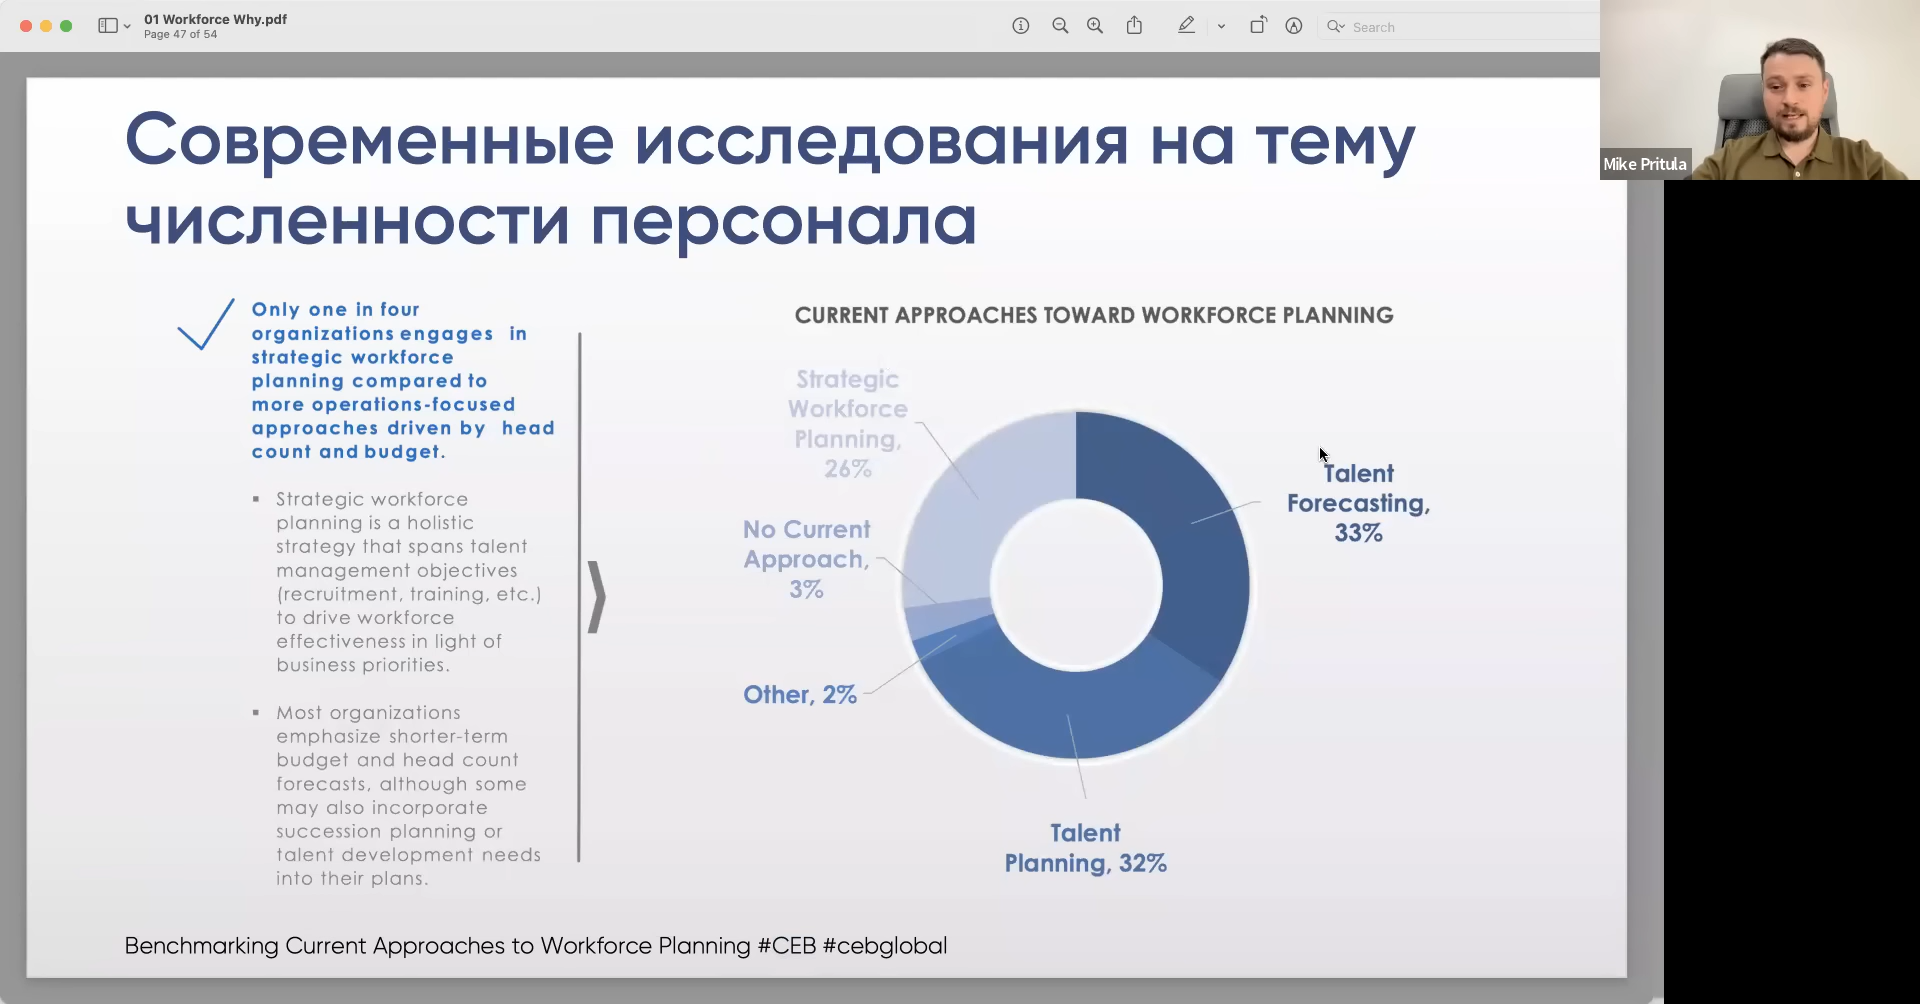 01 Workforce Why.pdf
Page 47 of 54
Search
Mike Pritula
Современные исследования на тему
численности персонала
Only one in four
organizations engages in
strategic workforce
planning compared to
more operations-focused
approaches driven by head
count and budget.
▪ Strategic workforce
planning is a holistic
strategy that spans talent
management objectives
(recruitment, training, etc.)
to drive workforce
effectiveness in light of
business priorities.
▪ Most organizations
emphasize shorter-term
budget and head count
forecasts, although some
may also incorporate
succession planning or
talent development needs
into their plans.
CURRENT APPROACHES TOWARD WORKFORCE PLANNING
Strategic
Workforce
Planning,
26%
No Current
Approach,
3%
Other, 2%
Talent
Forecasting,
33%
Talent
Planning, 32%
Benchmarking Current Approaches to Workforce Planning #CEB #cebglobal